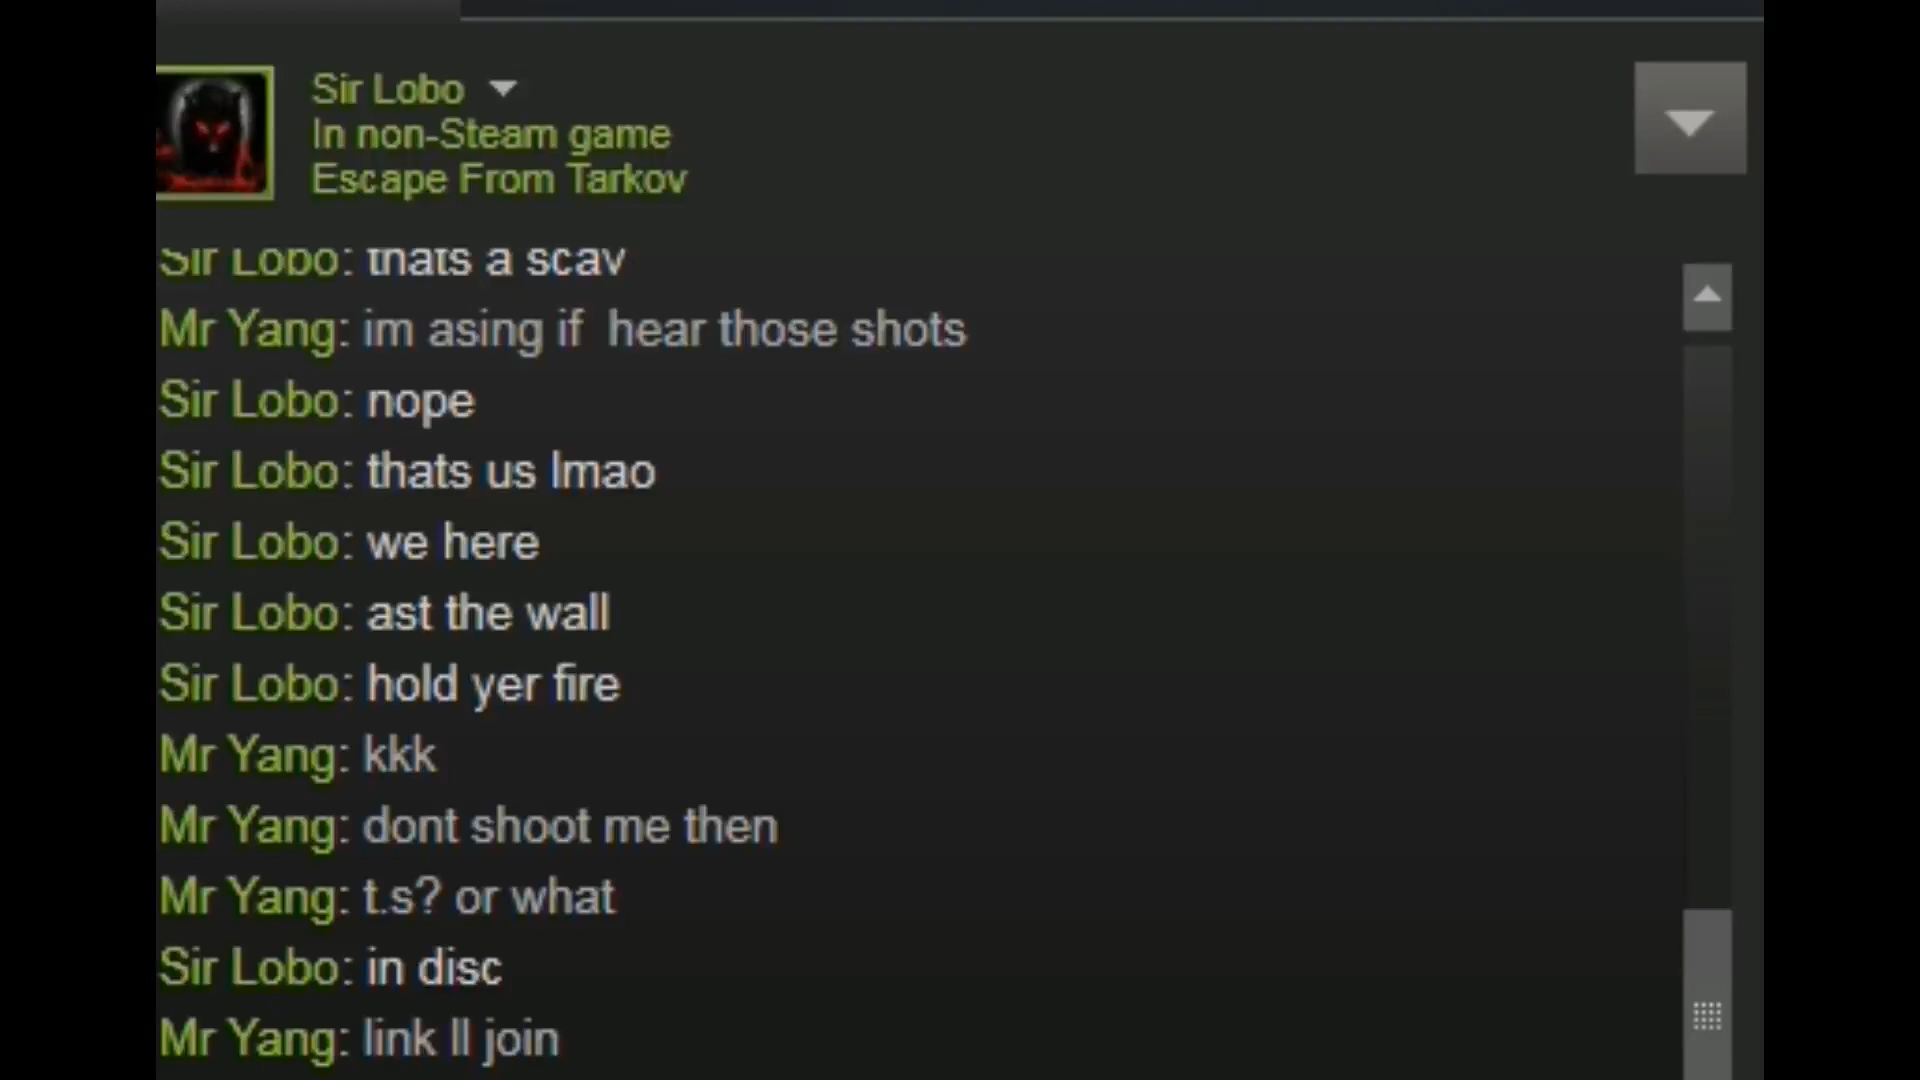 Sir Lobo
In non-Steam game
Escape From Tarkov
Sir Lobo: thats a scav
Mr Yang: im asing if  hear those shots
Sir Lobo: nope
Sir Lobo: thats us lmao
Sir Lobo: we here
Sir Lobo: ast the wall
Sir Lobo: hold yer fire
Mr Yang: kkk
Mr Yang: dont shoot me then
Mr Yang: t.s? or what
Sir Lobo: in disc
Mr Yang: link ll join